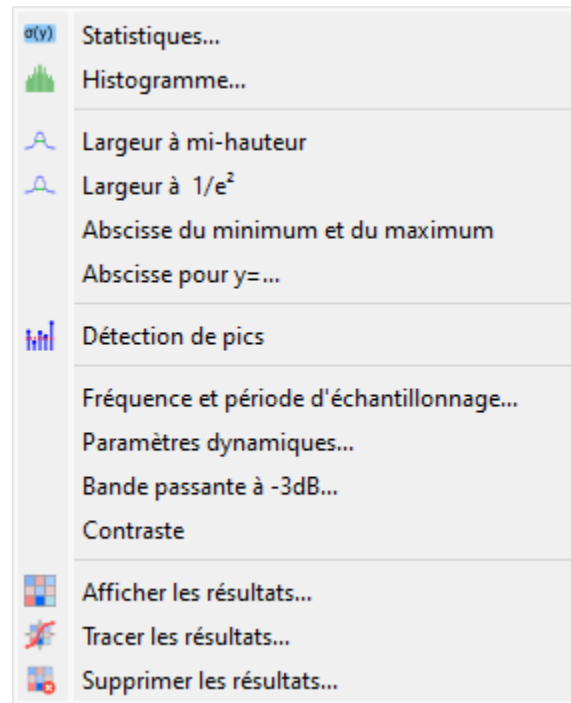 σ(y) Statistiques...
Histogramme...
Largeur à mi-hauteur
Largeur à 1/e²
Abscisse du minimum et du maximum
Abscisse pour y=...
Détection de pics
Fréquence et période d'échantillonnage...
Paramètres dynamiques...
Bande passante à -3dB...
Contraste
Afficher les résultats...
Tracer les résultats...
Supprimer les résultats...